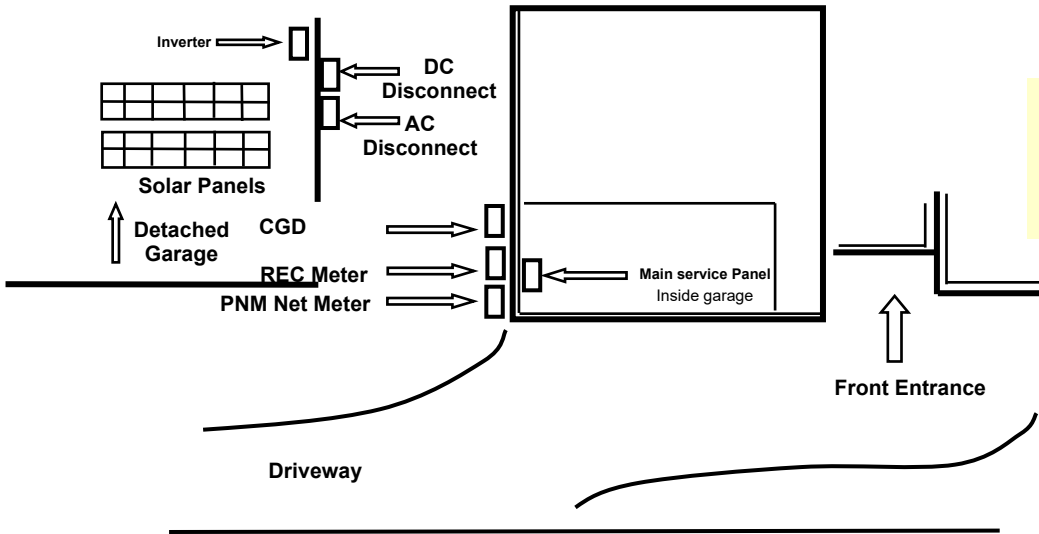 Inverter
DC
Disconnect
AC
Disconnect
Solar Panels
Detached
Garage
CGD
REC Meter
PNM Net Meter
Main service Panel
Inside garage
Front Entrance
Driveway